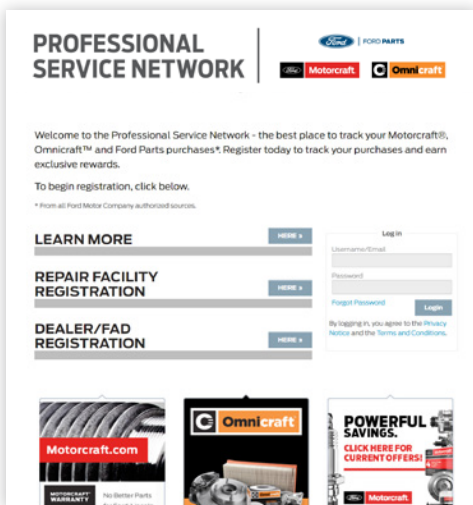 PROFESSIONAL
SERVICE NETWORK
Ford
FORD PARTS
Ford
Motorcraft
Omnicraft
Welcome to the Professional Service Network - the best place to track your Motorcraft®,
Omnicraft™ and Ford Parts purchases*. Register today to track your purchases and earn
exclusive rewards.
To begin registration, click below.
* From all Ford Motor Company authorized sources.
LEARN MORE
HERE »
REPAIR FACILITY
REGISTRATION
HERE »
DEALER/FAD
REGISTRATION
HERE »
Log in
Username/Email
Password
Forgot Password
Login
By logging in, you agree to the Privacy
Notice and the Terms and Conditions.
Motorcraft.com
MOTORCRAFT®
WARRANTY
No Better Parts
Omnicraft
POWERFUL
SAVINGS.
CLICK HERE FOR
CURRENT OFFERS!
Ford
Motorcraft